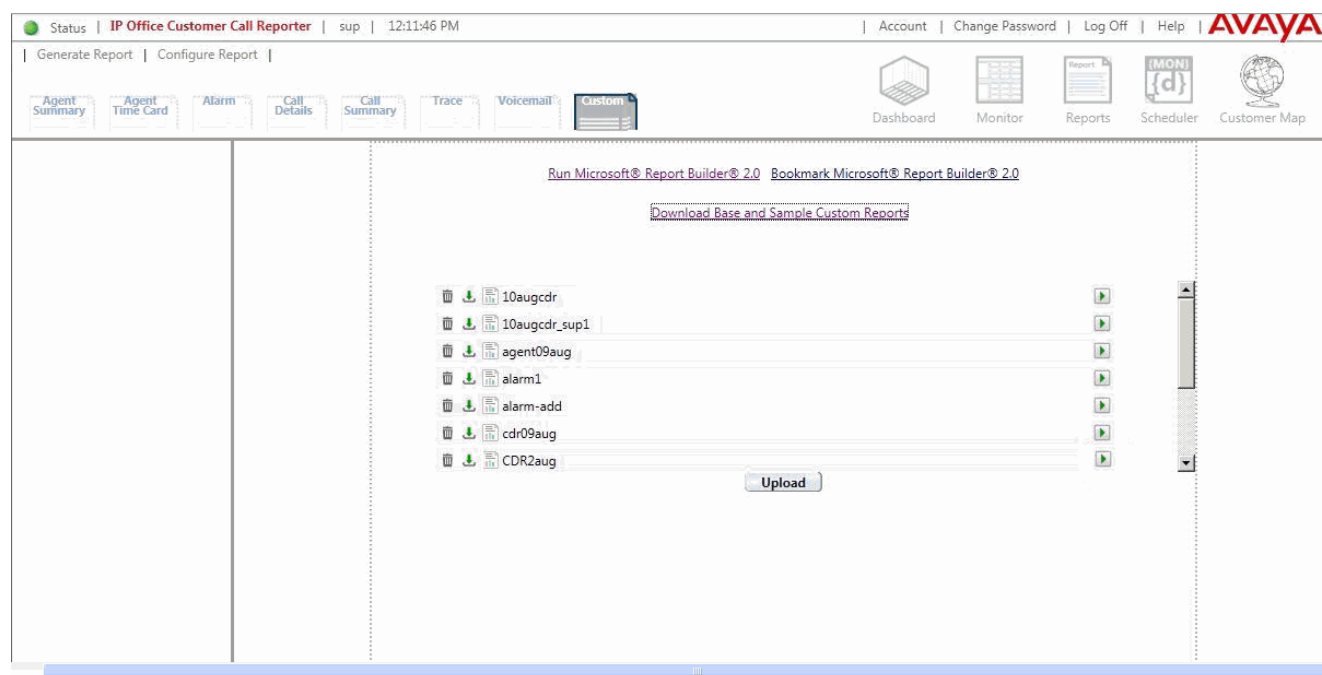 Status | IP Office Customer Call Reporter | sup | 12:11:46 PM | Account | Change Password | Log Off | Help | AVAYA
| Generate Report | Configure Report |
Agent Summary
Agent Time Card
Alarm
Call Details
Call Summary
Trace
Voicemail
Custom
Report
{MON}
{d}
Dashboard
Monitor
Reports
Scheduler
Customer Map
Run Microsoft® Report Builder® 2.0 Bookmark Microsoft® Report Builder® 2.0
Download Base and Sample Custom Reports
10augcdr
10augcdr_sup1
agent09aug
alarm1
alarm-add
cdr09aug
CDR2aug
Upload